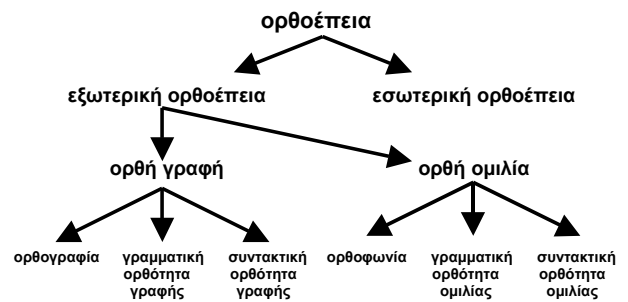 ορθοέπεια
εξωτερική ορθοέπεια εσωτερική ορθοέπεια
ορθή γραφή ορθή ομιλία
ορθογραφία γραμματική συντακτική ορθοφωνία γραμματική συντακτική
ορθότητα ορθότητα ορθότητα ορθότητα
γραφής γραφής ομιλίας ομιλίας